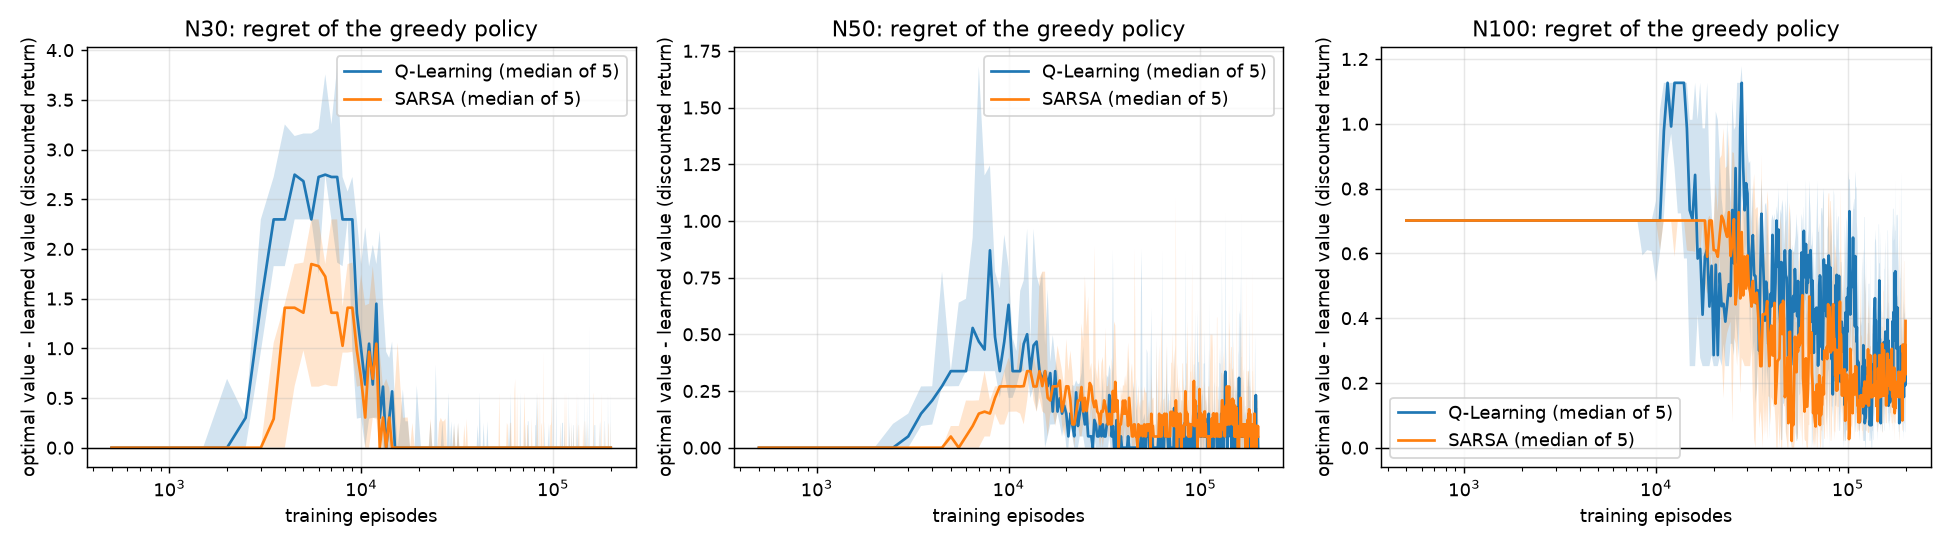 N30: regret of the greedy policy
optimal value - learned value (discounted return)
4.0
3.5
3.0
2.5
2.0
1.5
1.0
0.5
0.0
Q-Learning (median of 5)
SARSA (median of 5)
10³
10⁴
10⁵
training episodes
N50: regret of the greedy policy
optimal value - learned value (discounted return)
1.75
1.50
1.25
1.00
0.75
0.50
0.25
0.00
Q-Learning (median of 5)
SARSA (median of 5)
10³
10⁴
10⁵
training episodes
N100: regret of the greedy policy
optimal value - learned value (discounted return)
1.2
1.0
0.8
0.6
0.4
0.2
0.0
Q-Learning (median of 5)
SARSA (median of 5)
10³
10⁴
10⁵
training episodes